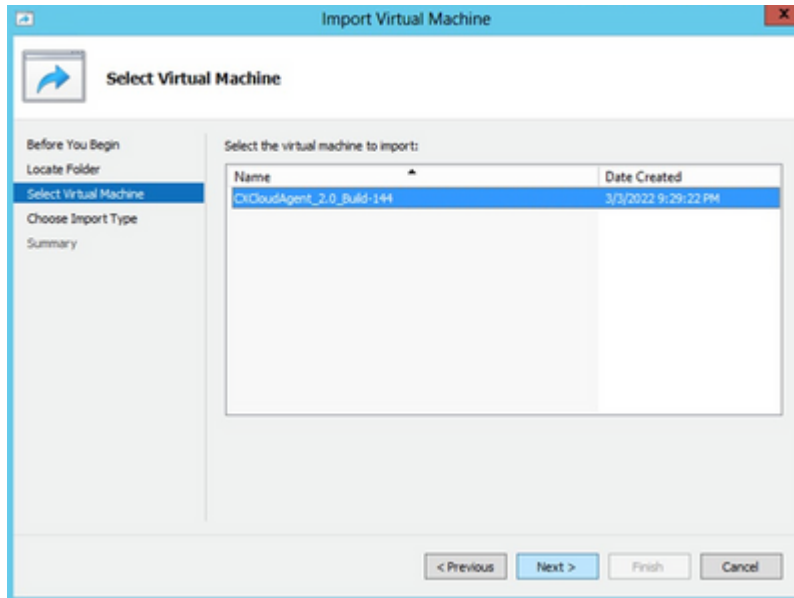 Import Virtual Machine
x
Select Virtual Machine
Before You Begin
Locate Folder
Select Virtual Machine
Choose Import Type
Summary
Select the virtual machine to import:
Name Date Created
CXCloudAgent_2.0_Build-144 3/3/2022 9:29:22 PM
< Previous Next > Finish Cancel